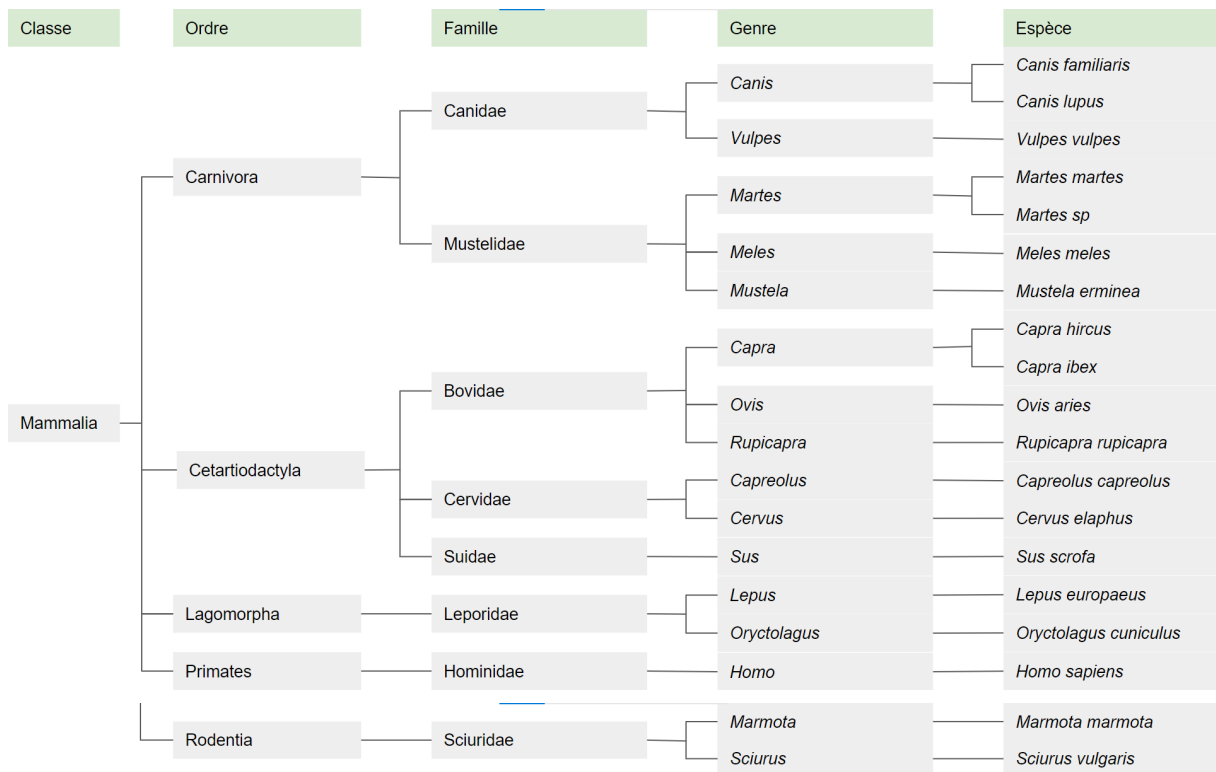 Classe Ordre Famille Genre Espèce
Canis familiaris
Canis
Canis lupus
Canidae
Vulpes Vulpes vulpes
Carnivora
Martes martes
Martes
Martes sp
Mustelidae
Meles Meles meles
Mustela Mustela erminea
Capra hircus
Capra
Capra ibex
Bovidae
Ovis Ovis aries
Mammalia
Rupicapra Rupicapra rupicapra
Cetartiodactyla
Capreolus Capreolus capreolus
Cervidae
Cervus Cervus elaphus
Suidae Sus Sus scrofa
Lepus Lepus europaeus
Lagomorpha Leporidae
Oryctolagus Oryctolagus cuniculus
Primates Hominidae Homo Homo sapiens
Marmota Marmota marmota
Rodentia Sciuridae
Sciurus Sciurus vulgaris